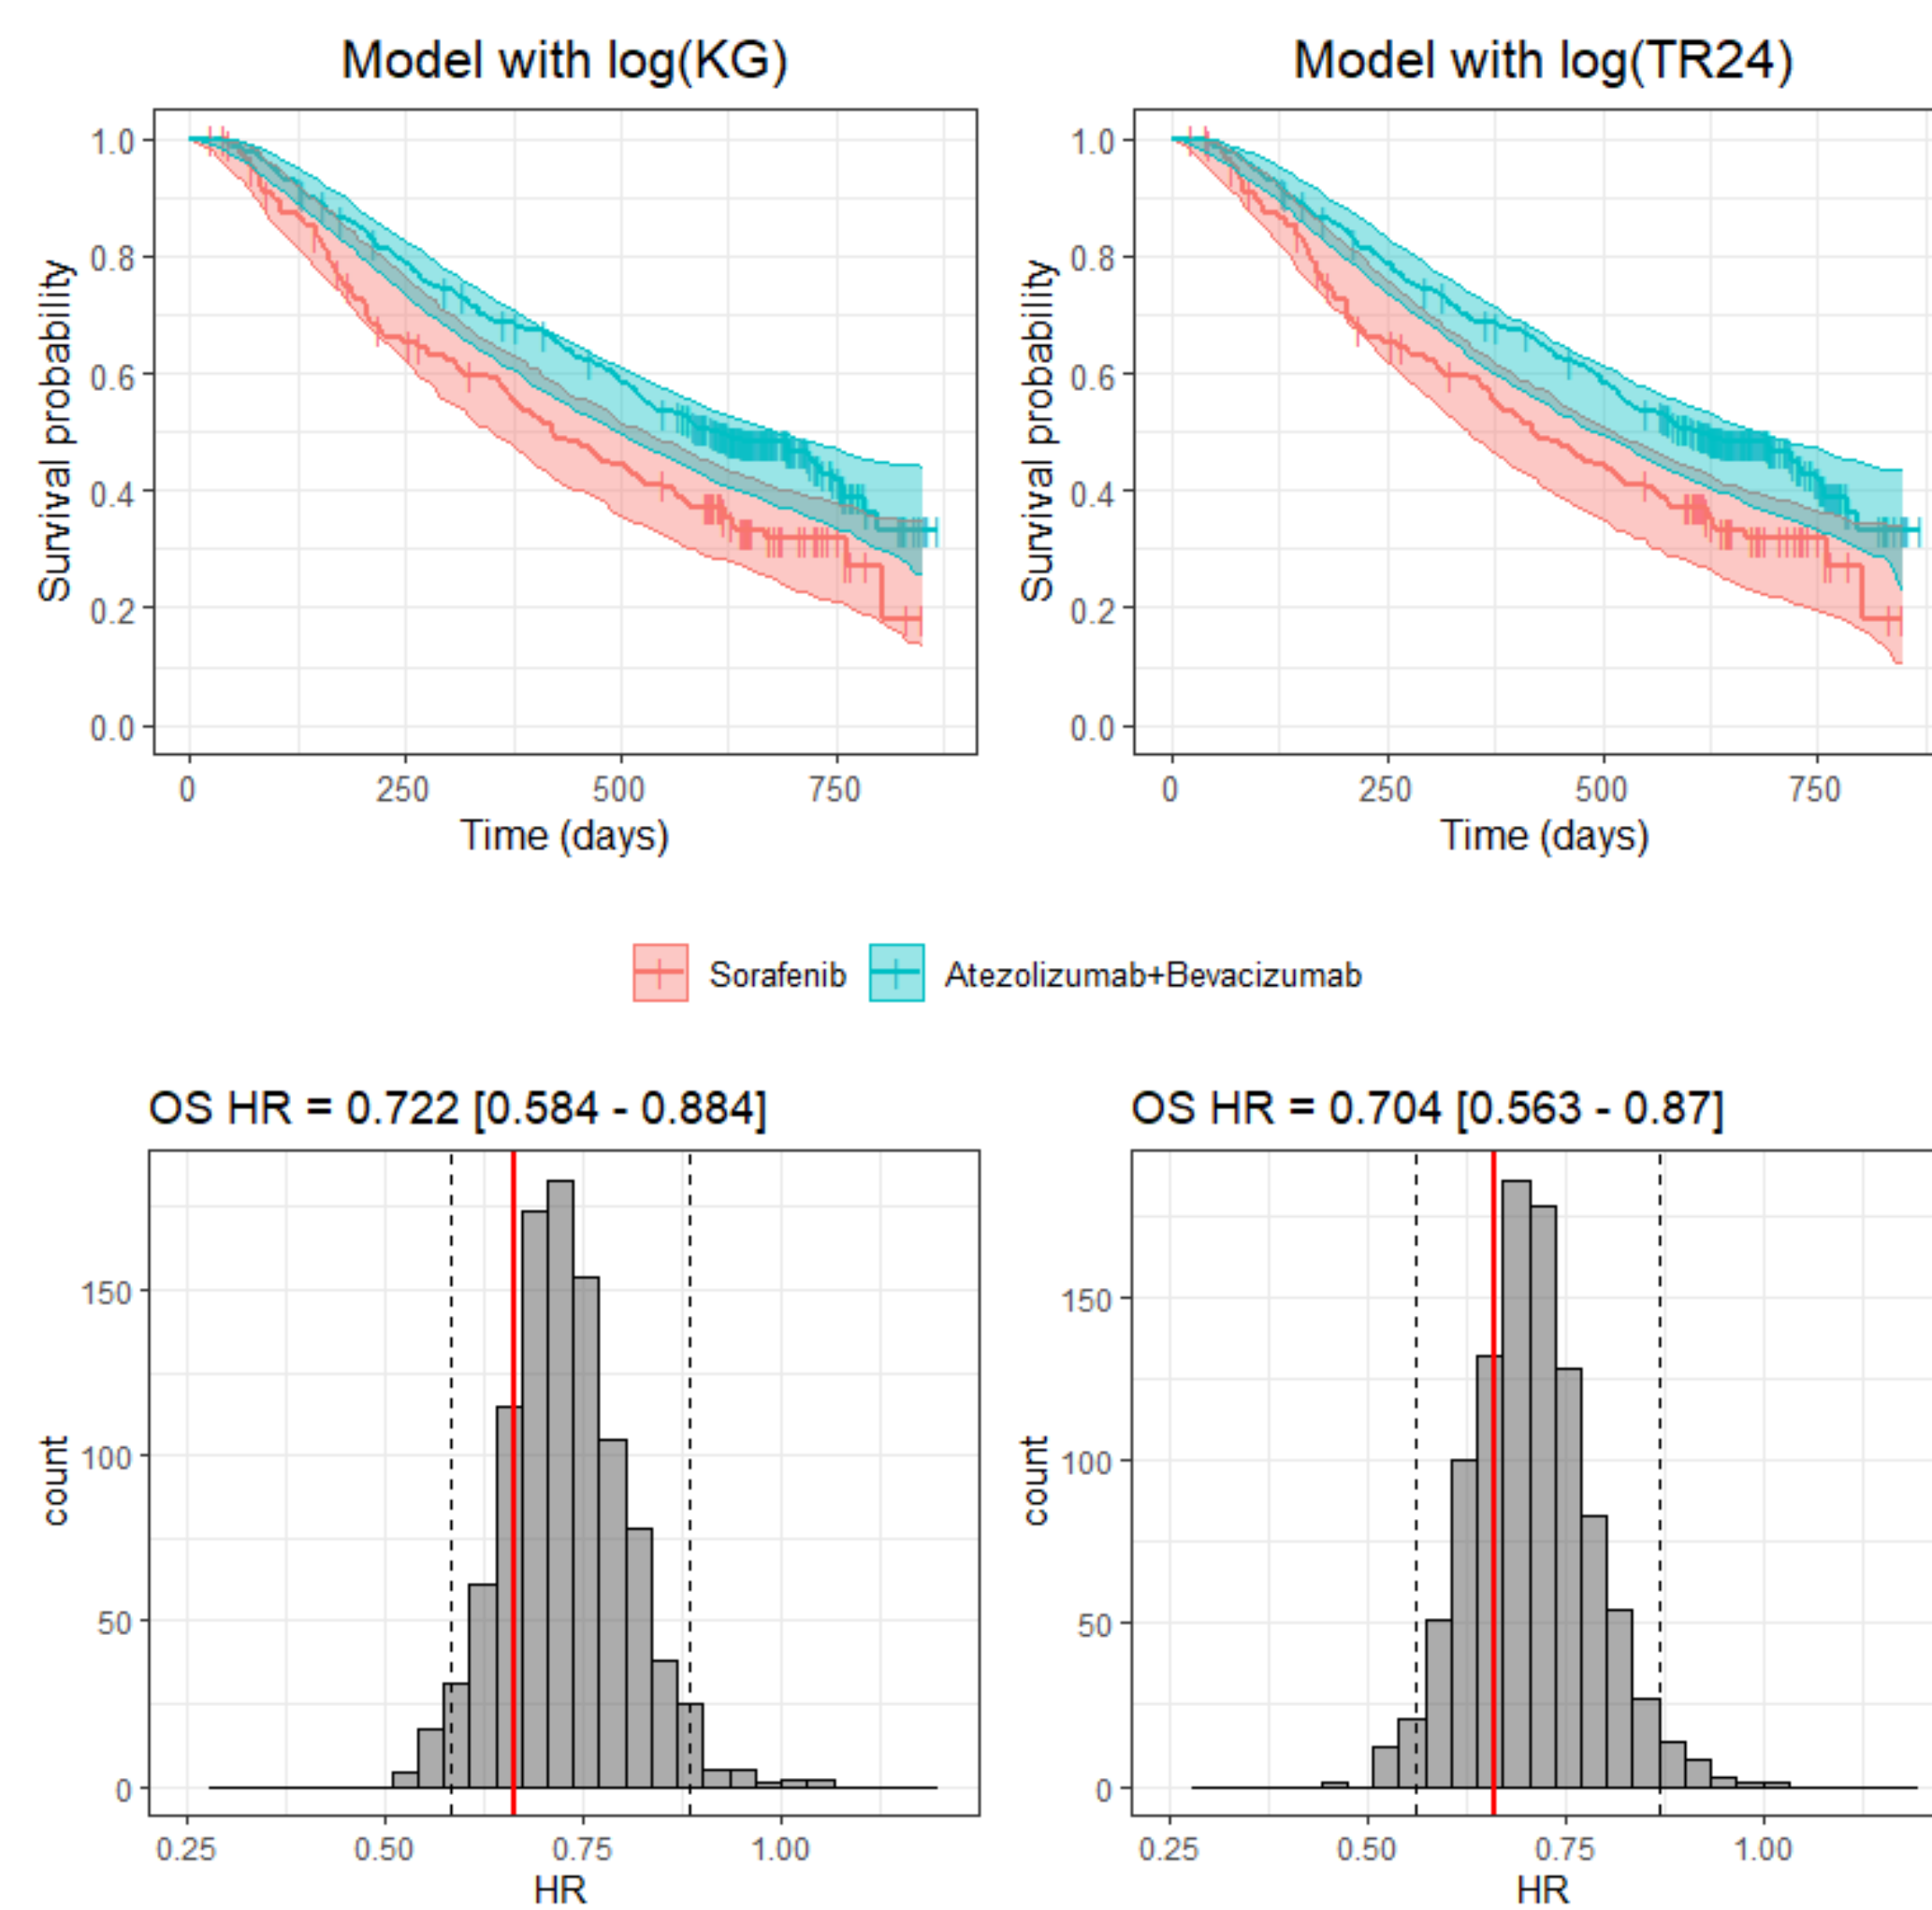 Model with log(KG)
Model with log(TR24)
Survival probability
1.0
0.8
0.6
0.4
0.2
0.0
0 250 500 750
Time (days)
Survival probability
1.0
0.8
0.6
0.4
0.2
0.0
0 250 500 750
Time (days)
Sorafenib Atezolizumab+Bevacizumab
OS HR = 0.722 [0.584 - 0.884]
OS HR = 0.704 [0.563 - 0.87]
count
150
100
50
0
0.25 0.50 0.75 1.00
HR
count
150
100
50
0
0.25 0.50 0.75 1.00
HR